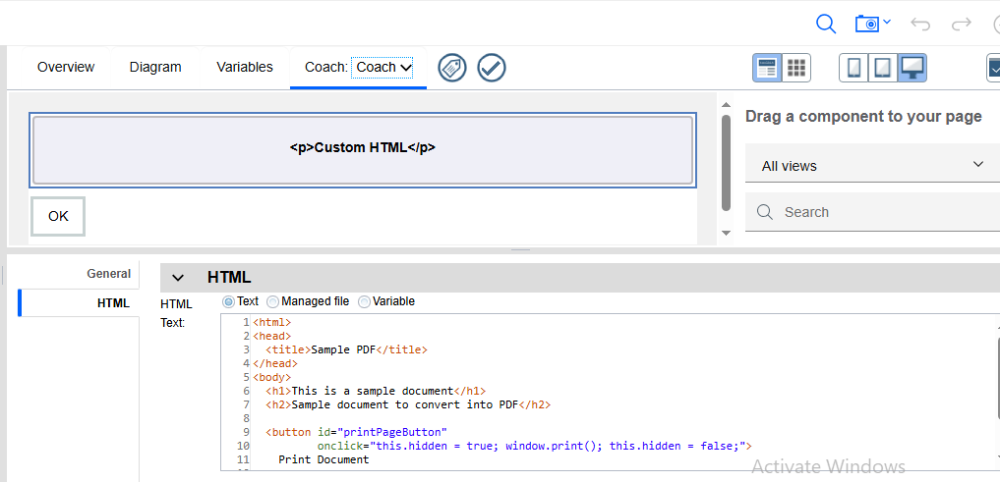 Overview Diagram Variables Coach: Coach
<p>Custom HTML</p>
OK
Drag a component to your page
All views
Search
General
HTML
HTML
HTML Text Managed file Variable
Text:
1 <html>
2 <head>
3 <title>Sample PDF</title>
4 </head>
5 <body>
6 <h1>This is a sample document</h1>
7 <h2>Sample document to convert into PDF</h2>
8
9 <button id="printPageButton"
10 onclick="this.hidden = true; window.print(); this.hidden = false;">
11 Print Document
Activate Windows